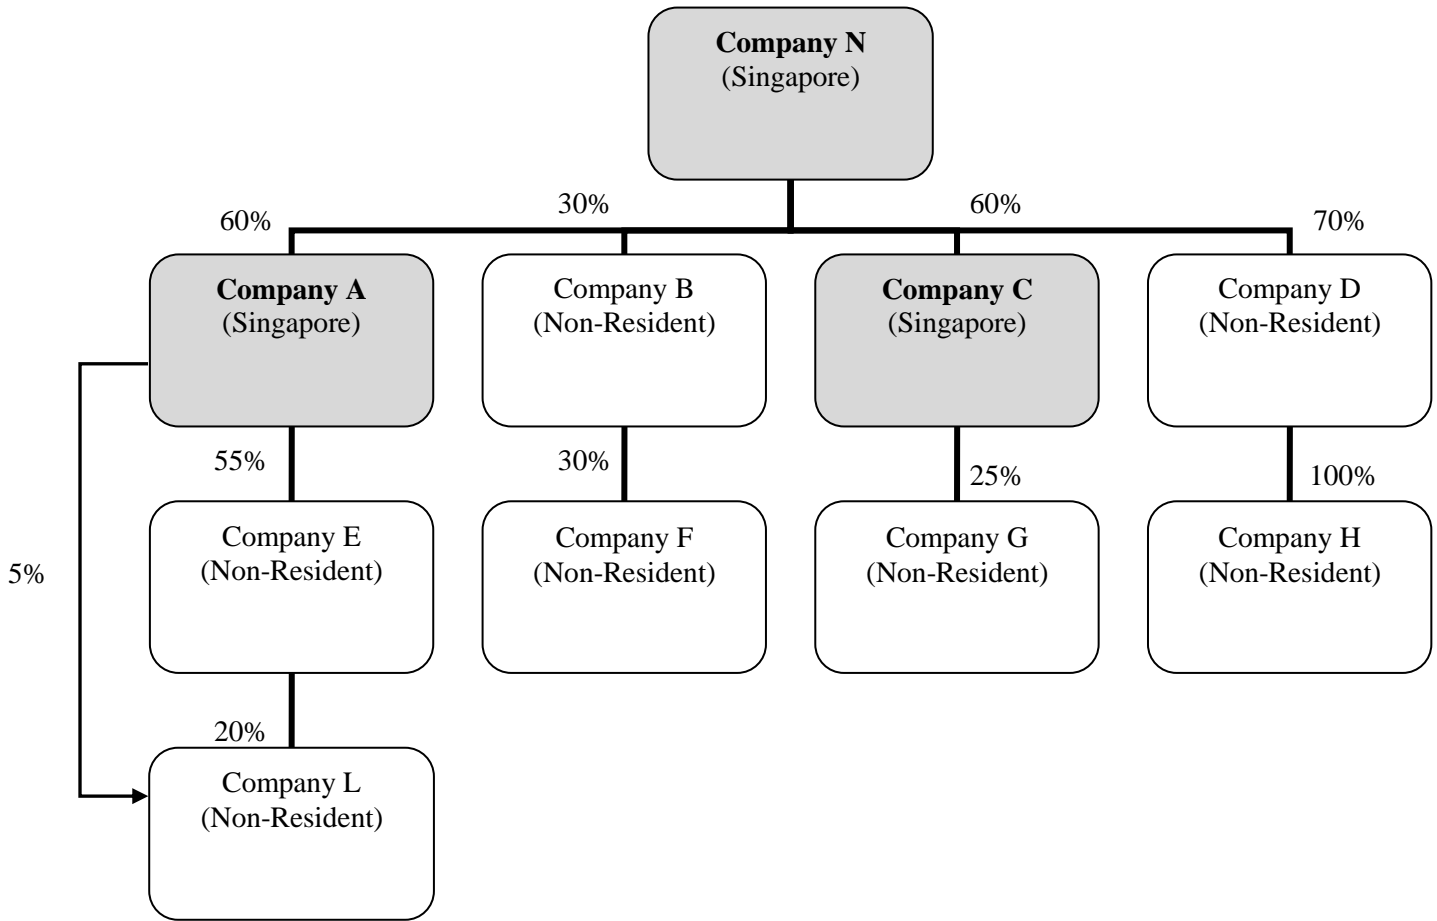 Company N
(Singapore)
60%
30%
60%
70%
Company A
(Singapore)
Company B
(Non-Resident)
Company C
(Singapore)
Company D
(Non-Resident)
55%
30%
25%
100%
Company E
(Non-Resident)
Company F
(Non-Resident)
Company G
(Non-Resident)
Company H
(Non-Resident)
5%
20%
Company L
(Non-Resident)